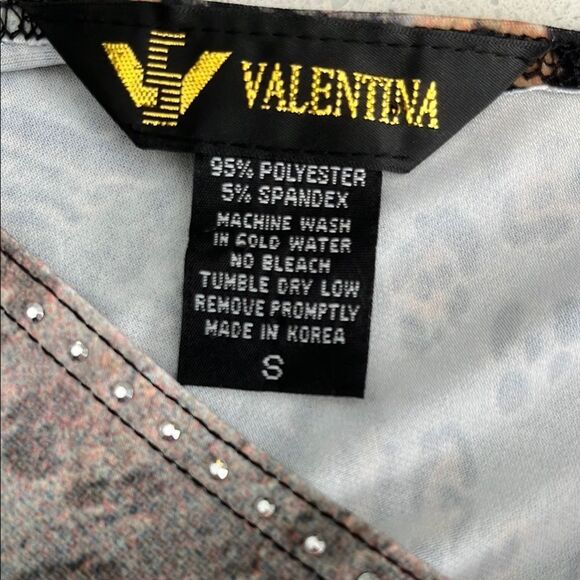 VALENTINA
95% POLYESTER
5% SPANDEX
MACHINE WASH
IN COLD WATER
NO BLEACH
TUMBLE DRY LOW
REMOVE PROMPTLY
MADE IN KOREA
S